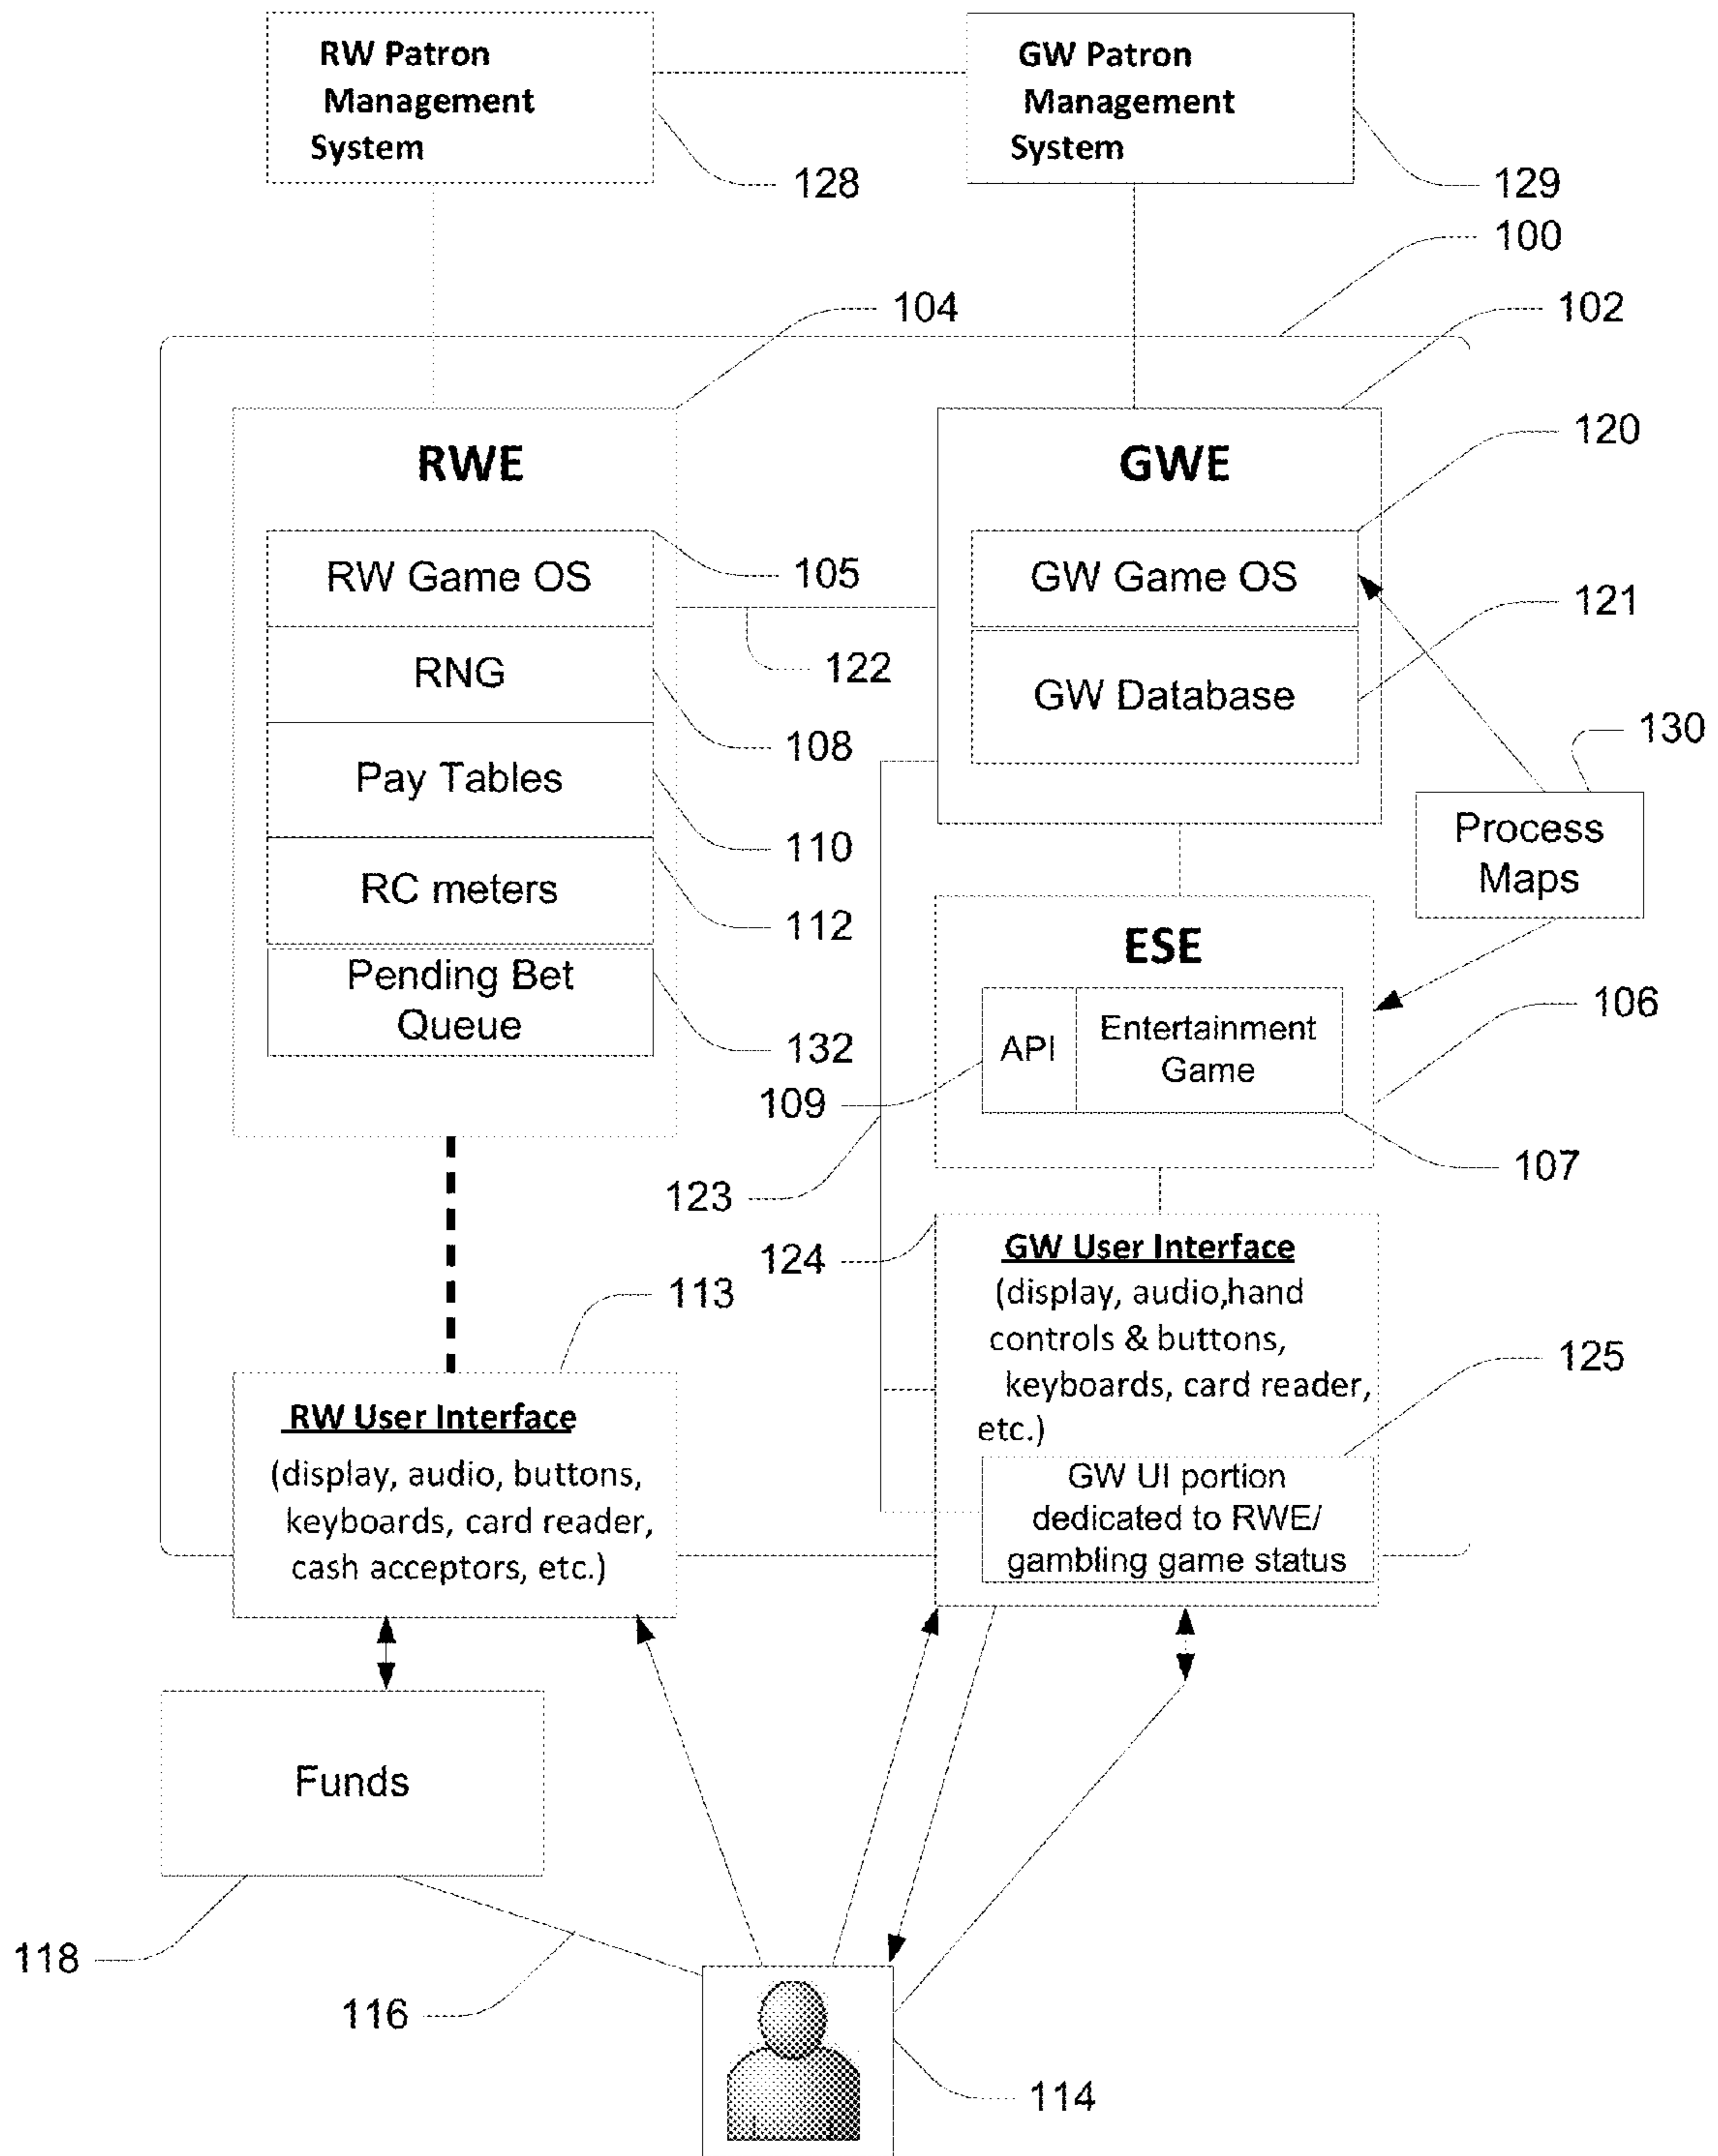 RW Patron
Management
System
GW Patron
Management
System
128
129
100
104
102
RWE
GWE
120
RW Game OS
105
GW Game OS
121
122
RNG
GW Database
108
130
Pay Tables
110
Process
Maps
RC meters
112
ESE
Pending Bet
Queue
132
API
Entertainment
Game
106
109
107
123
124
GW User Interface
(display, audio,hand
controls & buttons,
keyboards, card reader,
etc.)
113
125
RW User Interface
(display, audio, buttons,
keyboards, card reader,
cash acceptors, etc.)
GW UI portion
dedicated to RWE/
gambling game status
Funds
118
116
114